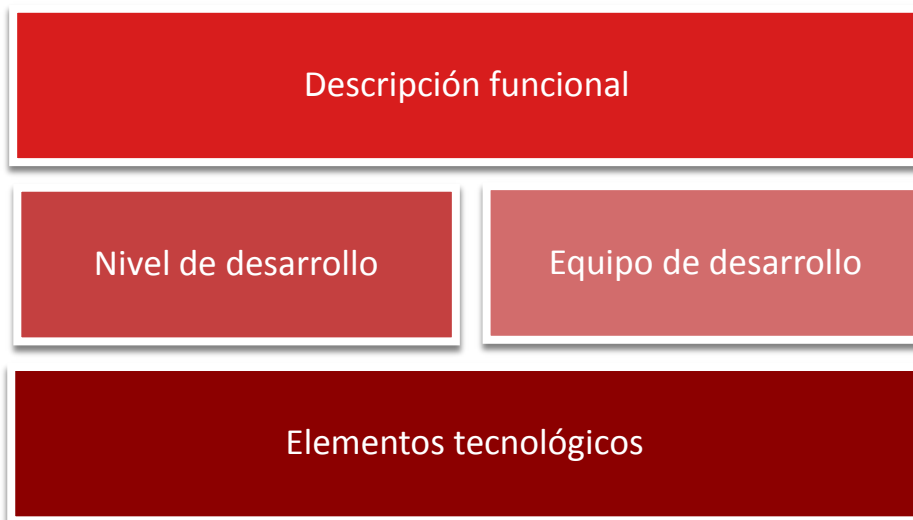 Descripción funcional
Nivel de desarrollo
Equipo de desarrollo
Elementos tecnológicos